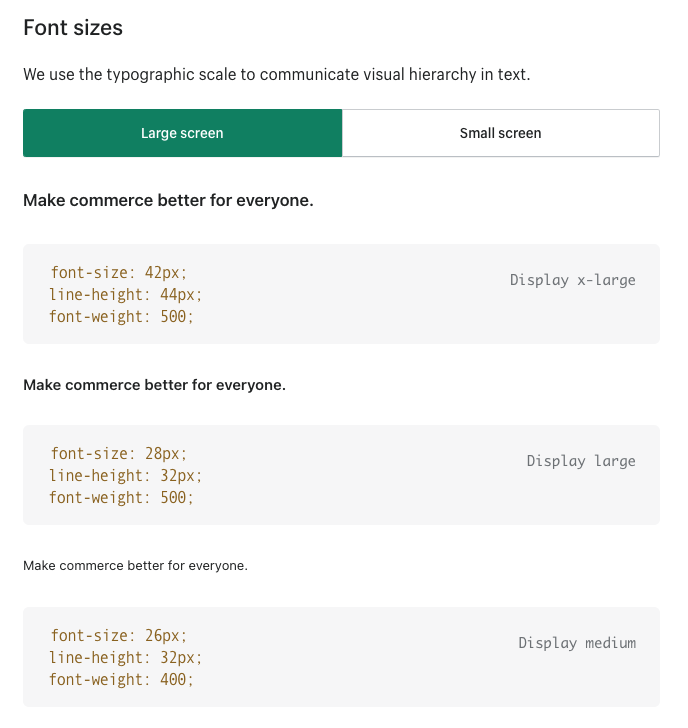 Font sizes
We use the typographic scale to communicate visual hierarchy in text.
Large screen
Small screen
Make commerce better for everyone.
font-size: 42px;
Display x-large
line-height: 44px;
font-weight: 500;
Make commerce better for everyone.
font-size: 28px;
Display large
line-height: 32px;
font-weight: 500;
Make commerce better for everyone.
font-size: 26px;
Display medium
line-height: 32px;
font-weight: 400;